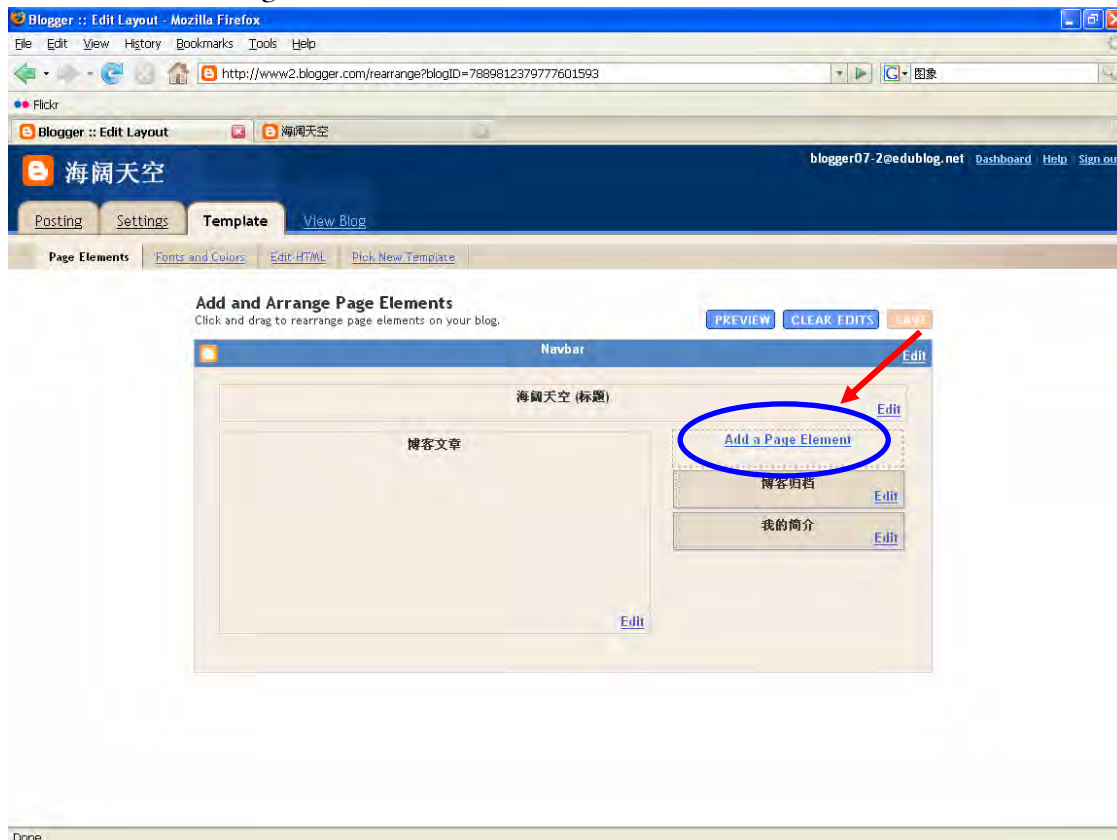 Blogger :: Edit Layout - Mozilla Firefox
File Edit View History Bookmarks Tools Help
http://www2.blogger.com/rearrange?blogID=7889812379777601593 图象
Flickr
Blogger :: Edit Layout 海阔天空
海阔天空
blogger07-2@edublog.net Dashboard Help Sign ou
Posting Settings Template View Blog
Page Elements Fonts and Colors Edit HTML Pick New Template
Add and Arrange Page Elements
Click and drag to rearrange page elements on your blog.
PREVIEW CLEAR EDITS SAVE
Navbar
Edit
海阔天空 (标题)
Edit
博客文章
Edit
Add a Page Element
博客归档
Edit
我的简介
Edit
Done